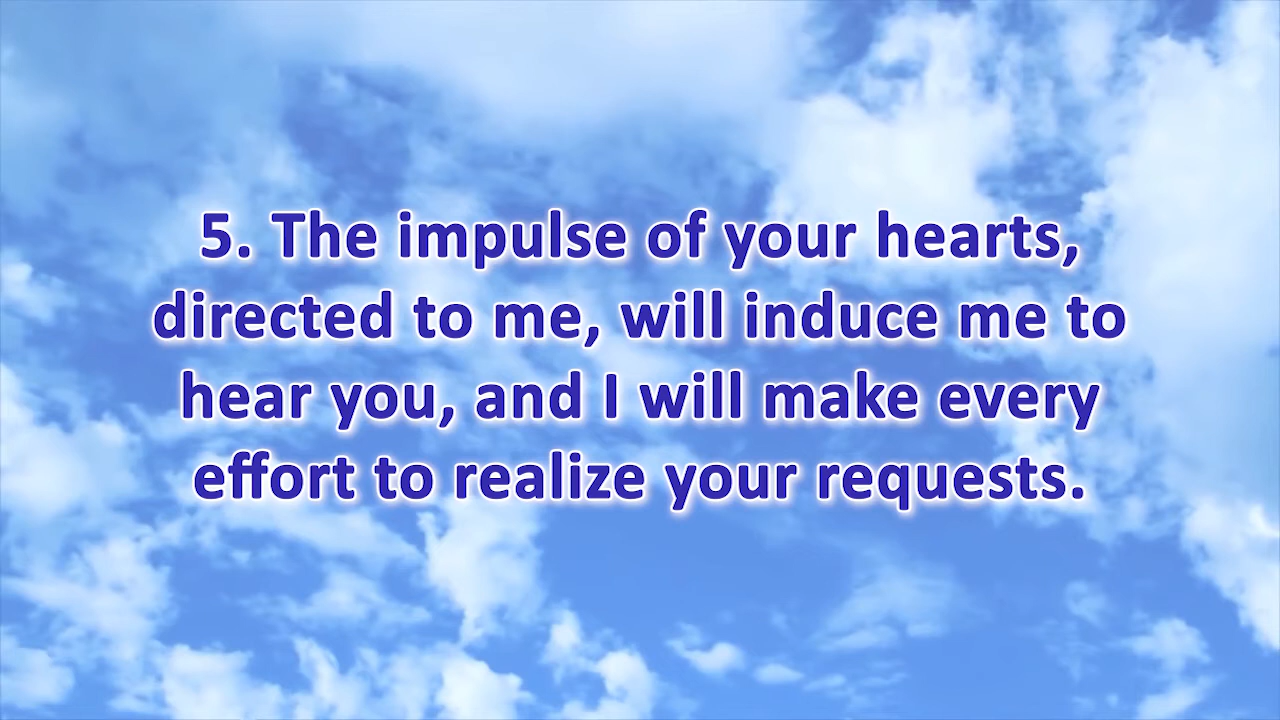 5. The impulse of your hearts,
directed to me, will induce me to
hear you, and I will make every
effort to realize your requests.